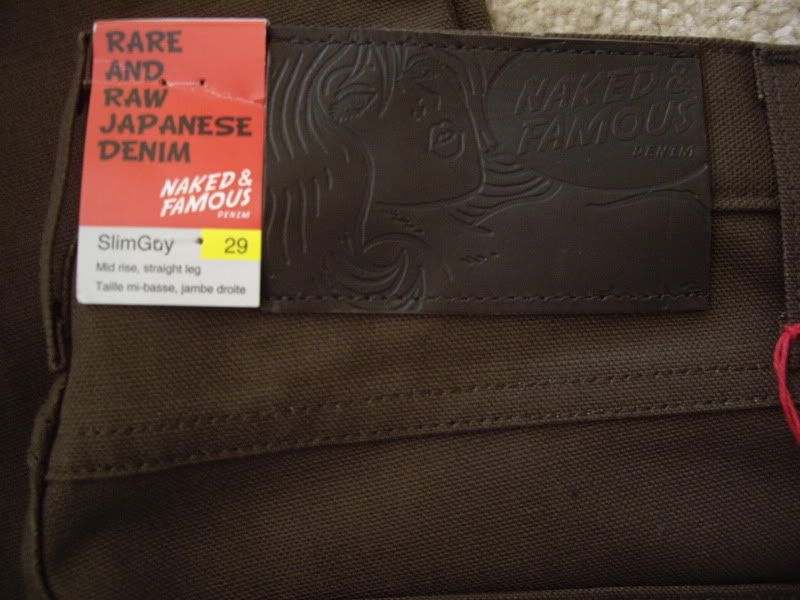 RARE
AND
RAW
JAPANESE
DENIM
NAKED &
FAMOUS
DENIM
SlimGuy 29
Mid rise, straight leg
Taille mi-basse, jambe droite
NAKED &
FAMOUS
DENIM